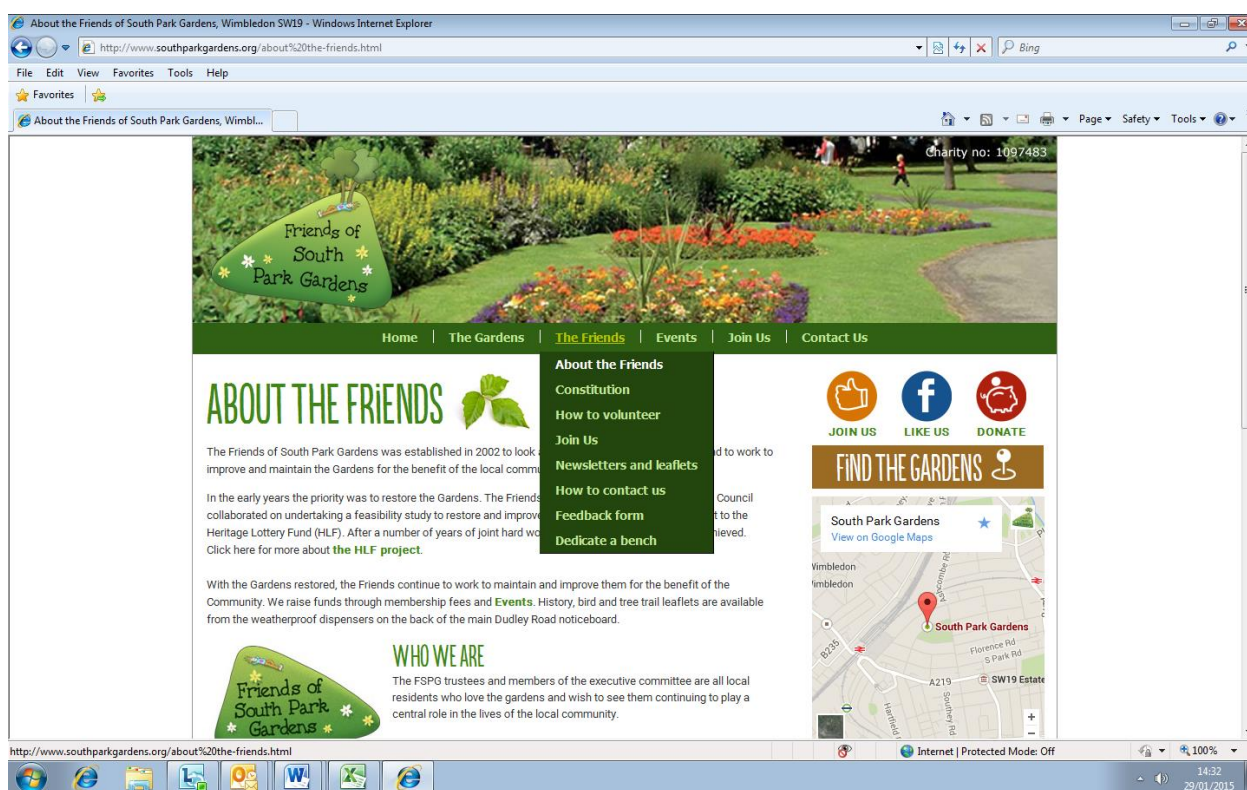 About the Friends of South Park Gardens, Wimbledon SW19 - Windows Internet Explorer
http://www.southparkgardens.org/about%20the-friends.html
Bing
File Edit View Favorites Tools Help
Favorites
About the Friends of South Park Gardens, Wimbl...
Page Safety Tools
Charity no: 1097483
Friends of
South
Park Gardens
Home The Gardens The Friends Events Join Us Contact Us
About the Friends
Constitution
How to volunteer
Join Us
Newsletters and leaflets
How to contact us
Feedback form
Dedicate a bench
ABOUT THE FRiENDS
The Friends of South Park Gardens was established in 2002 to look d to work to
improve and maintain the Gardens for the benefit of the local commu
In the early years the priority was to restore the Gardens. The Friends Council
collaborated on undertaking a feasibility study to restore and improve t to the
Heritage Lottery Fund (HLF). After a number of years of joint hard wo ieved.
Click here for more about the HLF project.
With the Gardens restored, the Friends continue to work to maintain and improve them for the benefit of the
Community. We raise funds through membership fees and Events. History, bird and tree trail leaflets are available
from the weatherproof dispensers on the back of the main Dudley Road noticeboard.
Friends of
South Park
Gardens
WHO WE ARE
The FSPG trustees and members of the executive committee are all local
residents who love the gardens and wish to see them continuing to play a
central role in the lives of the local community.
JOIN US LIKE US DONATE
FiND THE GARDENS
South Park Gardens
View on Google Maps
Wimbledon
imbledon
combe Rd
South Park Gardens
Florence Rd
S Park Rd
B235
A219
SW19 Estate
Southey Rd
Hartfield
+
−
http://www.southparkgardens.org/about%20the-friends.html
Internet | Protected Mode: Off
100%
14:32
29/01/2015